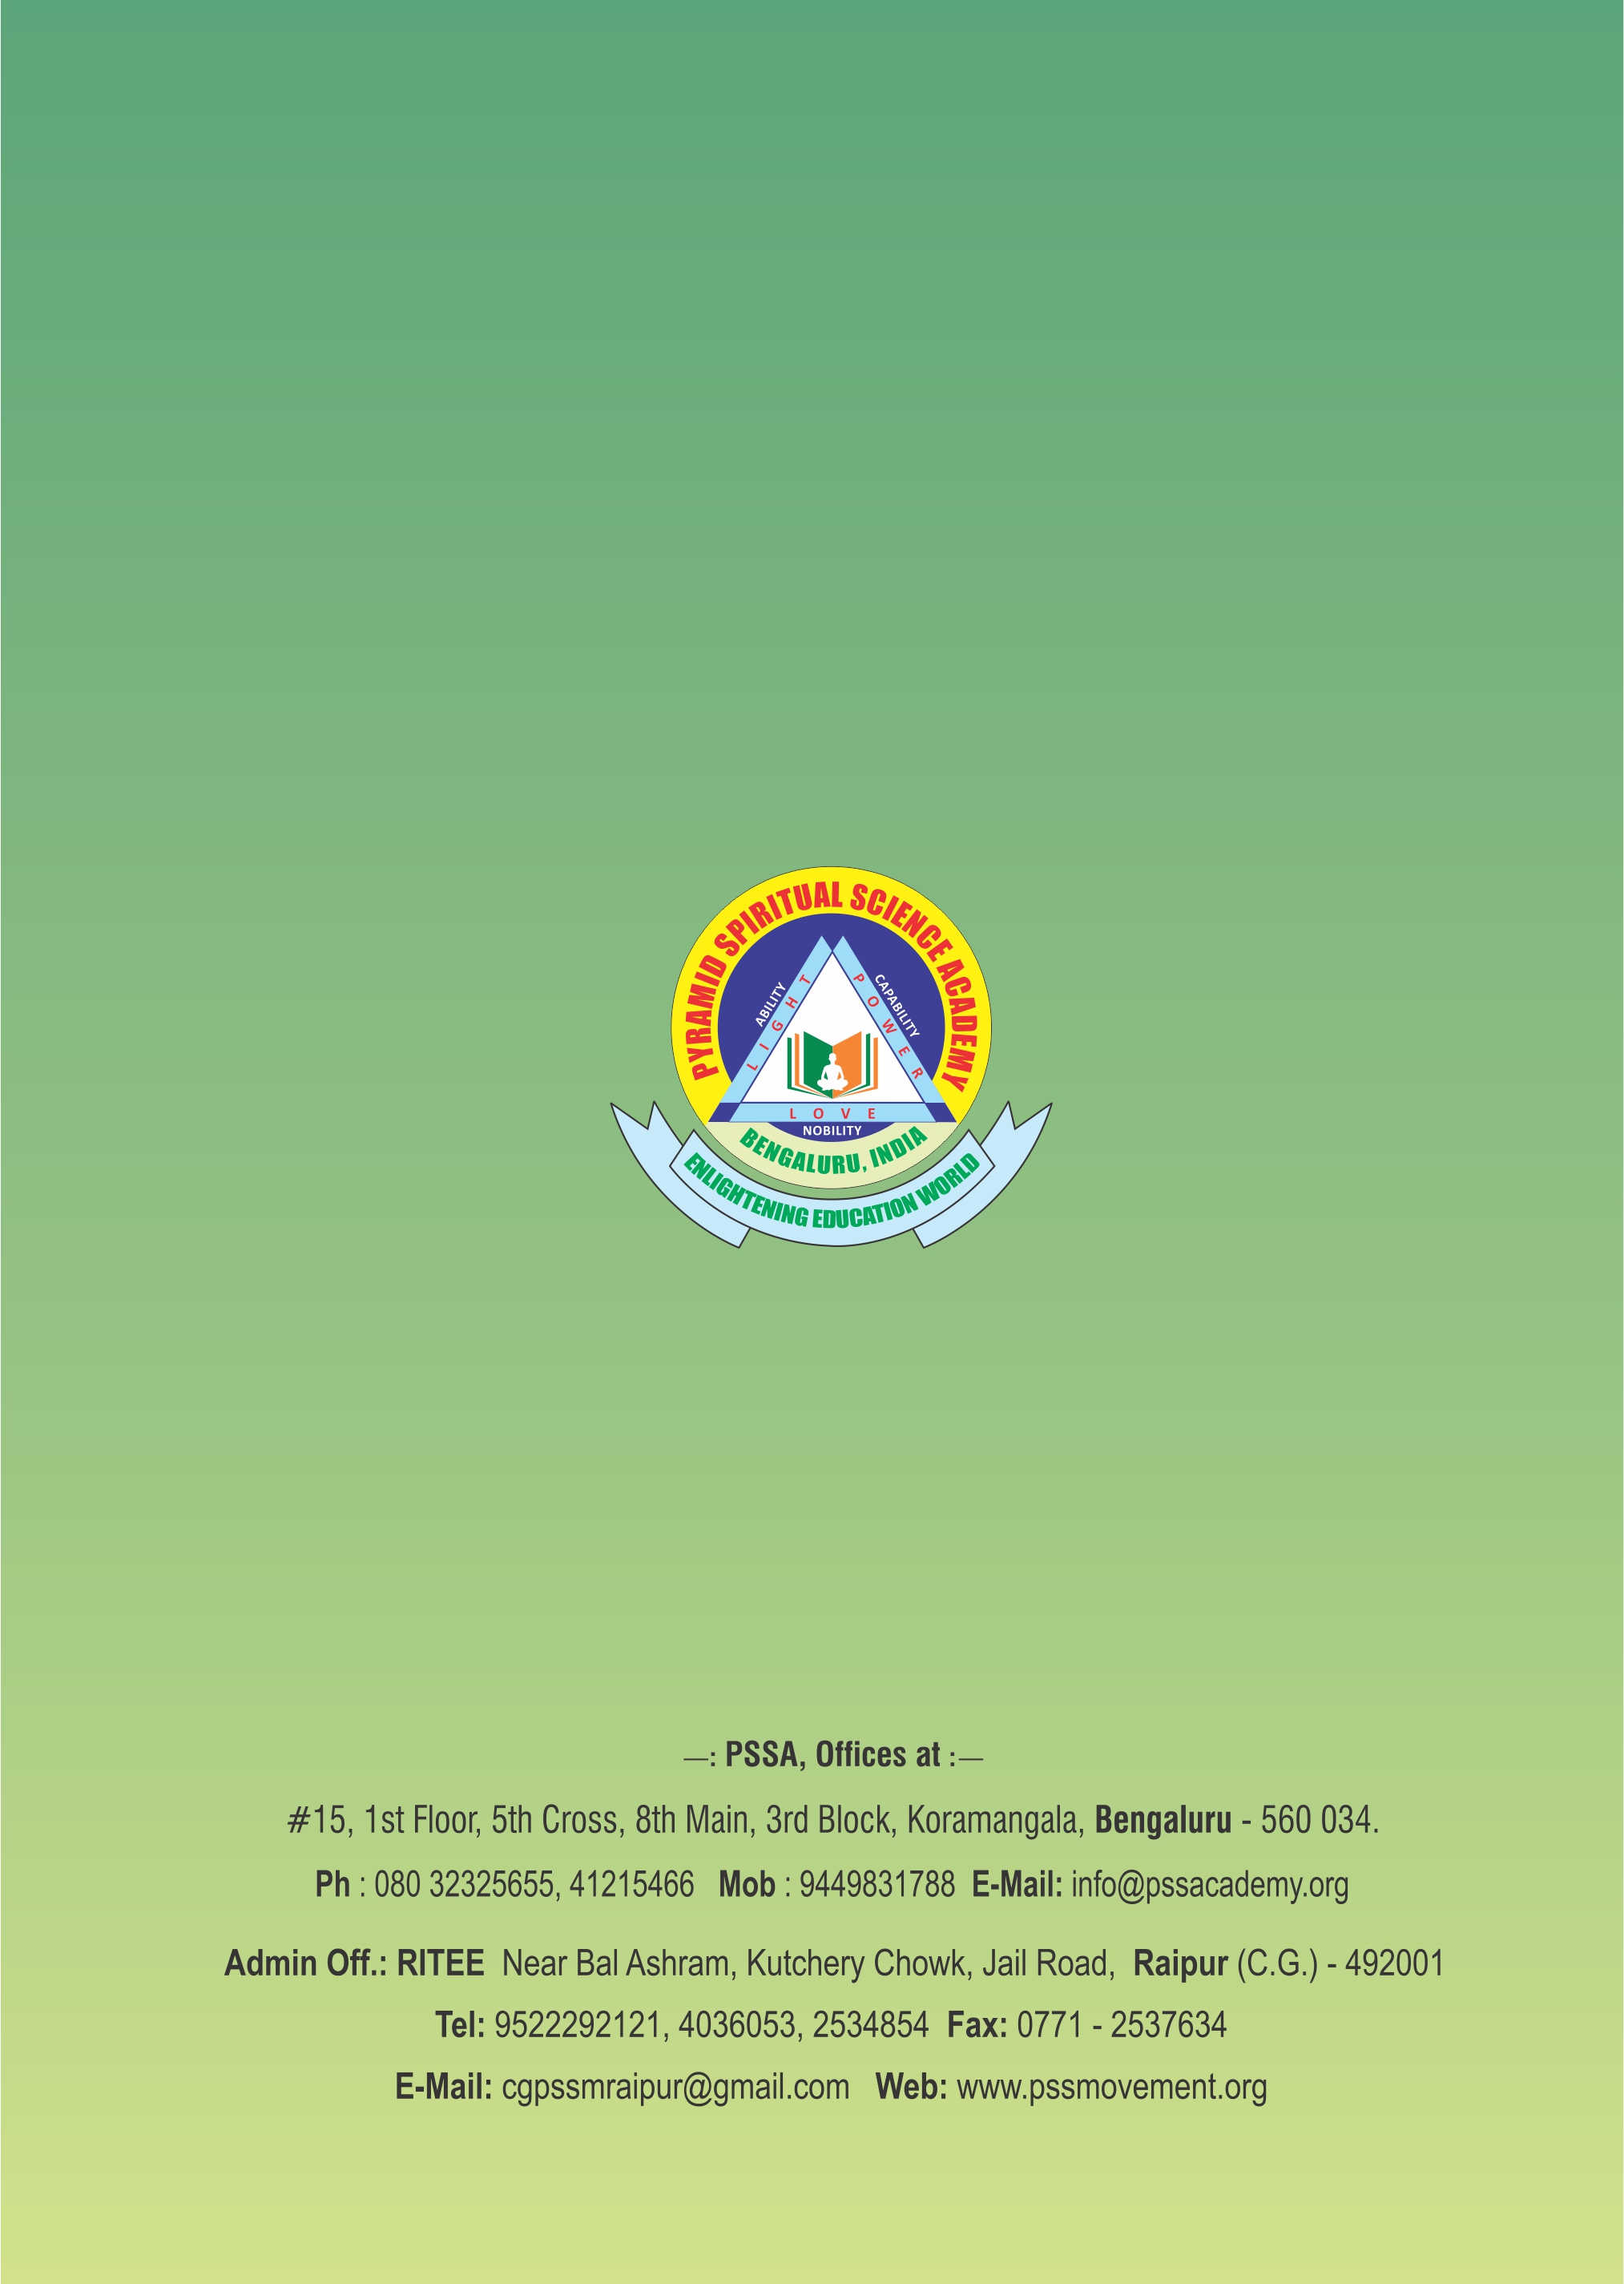 PYRAMID SPIRITUAL SCIENCE ACADEMY
ABILITY
LIGHT
POWER
CAPABILITY
LOVE
NOBILITY
BENGALURU, INDIA
ENLIGHTENING EDUCATION WORLD
—: PSSA, Offices at :—
#15, 1st Floor, 5th Cross, 8th Main, 3rd Block, Koramangala, Bengaluru - 560 034.
Ph : 080 32325655, 41215466 Mob : 9449831788 E-Mail: info@pssacademy.org
Admin Off.: RITEE Near Bal Ashram, Kutchery Chowk, Jail Road, Raipur (C.G.) - 492001
Tel: 9522292121, 4036053, 2534854 Fax: 0771 - 2537634
E-Mail: cgpssmraipur@gmail.com Web: www.pssmovement.org